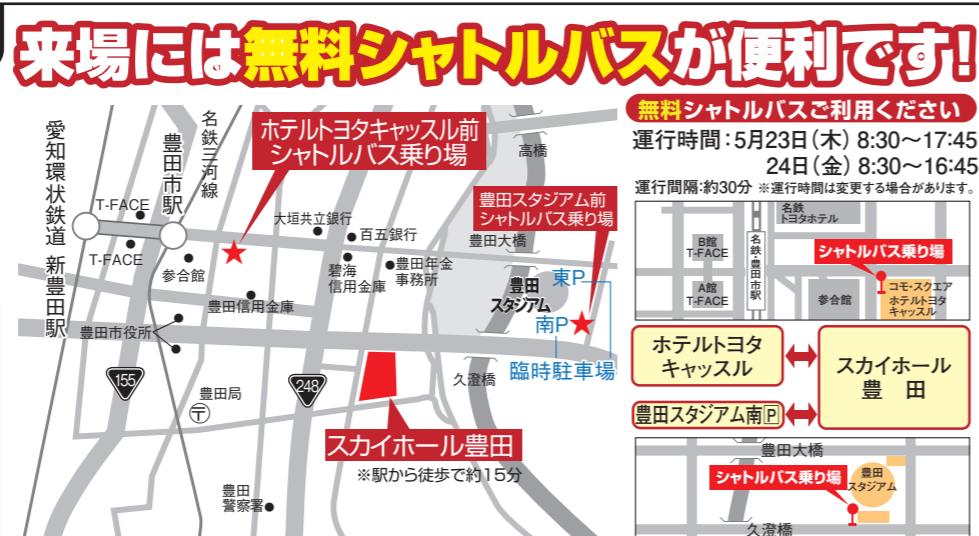 来場には無料シャトルバスが便利です!
愛知環状鉄道 新豊田駅
豊田市駅
名鉄三河線
ホテルトヨタキャッスル前
シャトルバス乗り場
高橋
T-FACE
T-FACE
参合館
大垣共立銀行
百五銀行
碧海
信用金庫
豊田年金
事務所
豊田信用金庫
豊田市役所
豊田スタジアム前
シャトルバス乗り場
豊田大橋
豊田
スタジアム
東P
南P
臨時駐車場
久澄橋
155
248
豊田局
〒
スカイホール豊田
※駅から徒歩で約15分
豊田
警察署
無料シャトルバスご利用ください
運行時間:5月23日(木) 8:30〜17:45
24日(金) 8:30〜16:45
運行間隔:約30分 ※運行時間は変更する場合があります。
名鉄
トヨタホテル
B館
T-FACE
名鉄・豊田市駅
シャトルバス乗り場
A館
T-FACE
参合館
コモ・スクエア
ホテルトヨタ
キャッスル
ホテルトヨタ
キャッスル
スカイホール
豊田
豊田スタジアム南P
豊田大橋
シャトルバス乗り場
豊田
スタジアム
久澄橋